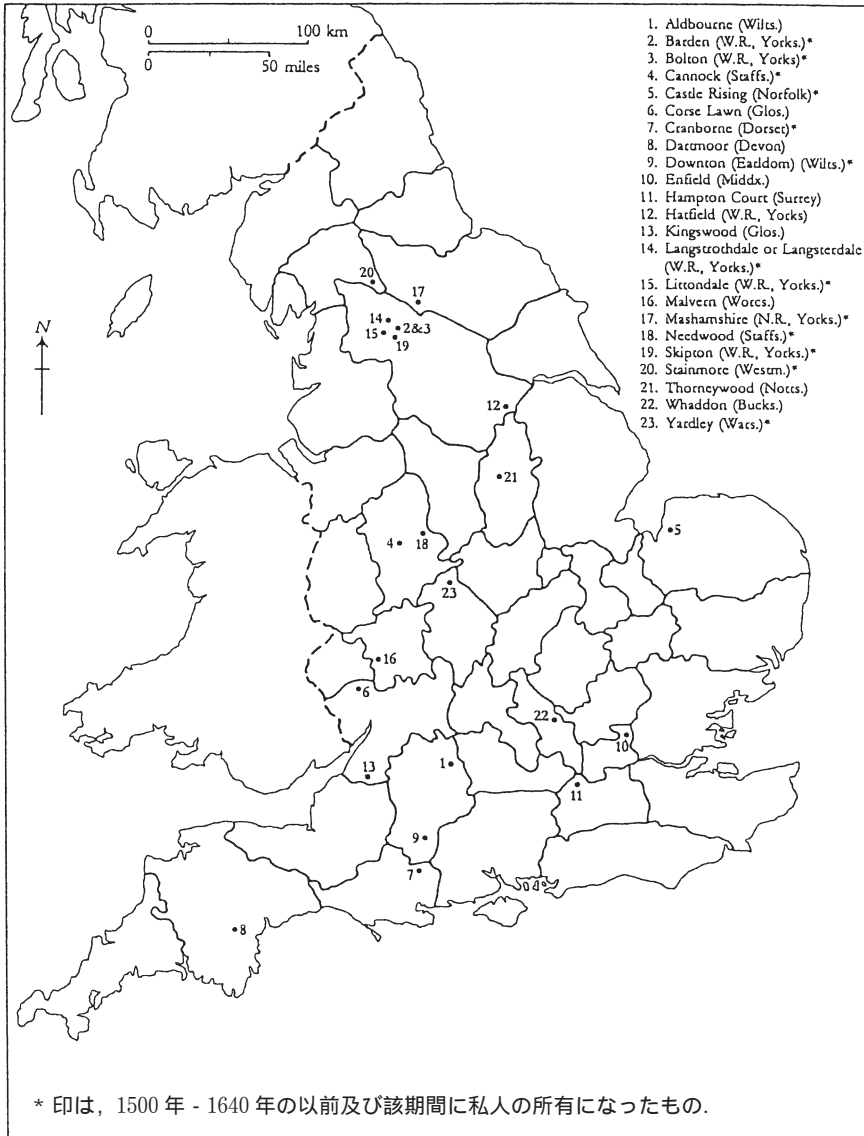 0 100 km
0 50 miles
1. Aldbourne (Wilts.)
2. Barden (W.R., Yorks.)*
3. Bolton (W.R., Yorks)*
4. Cannock (Staffs.)*
5. Castle Rising (Norfolk)*
6. Corse Lawn (Glos.)
7. Cranborne (Dorset)*
8. Dartmoor (Devon)
9. Downton (Earldom) (Wilts.)*
10. Enfield (Middx.)
11. Hampton Court (Surrey)
12. Hatfield (W.R., Yorks)
13. Kingswood (Glos.)
14. Langstrothdale or Langsterdale
(W.R., Yorks.)*
15. Littondale (W.R., Yorks.)*
16. Malvern (Worcs.)
17. Mashamshire (N.R., Yorks.)*
18. Needwood (Staffs.)*
19. Skipton (W.R., Yorks.)*
20. Stainmore (Westm.)*
21. Thorneywood (Notts.)
22. Whaddon (Bucks.)
23. Yardley (Wars.)*
N
20
17
14
2&3
15
19
12
21
5
4
18
23
16
6
22
10
1
13
11
9
7
8
* 印は，1500 年 - 1640 年の以前及び該期間に私人の所有になったもの.